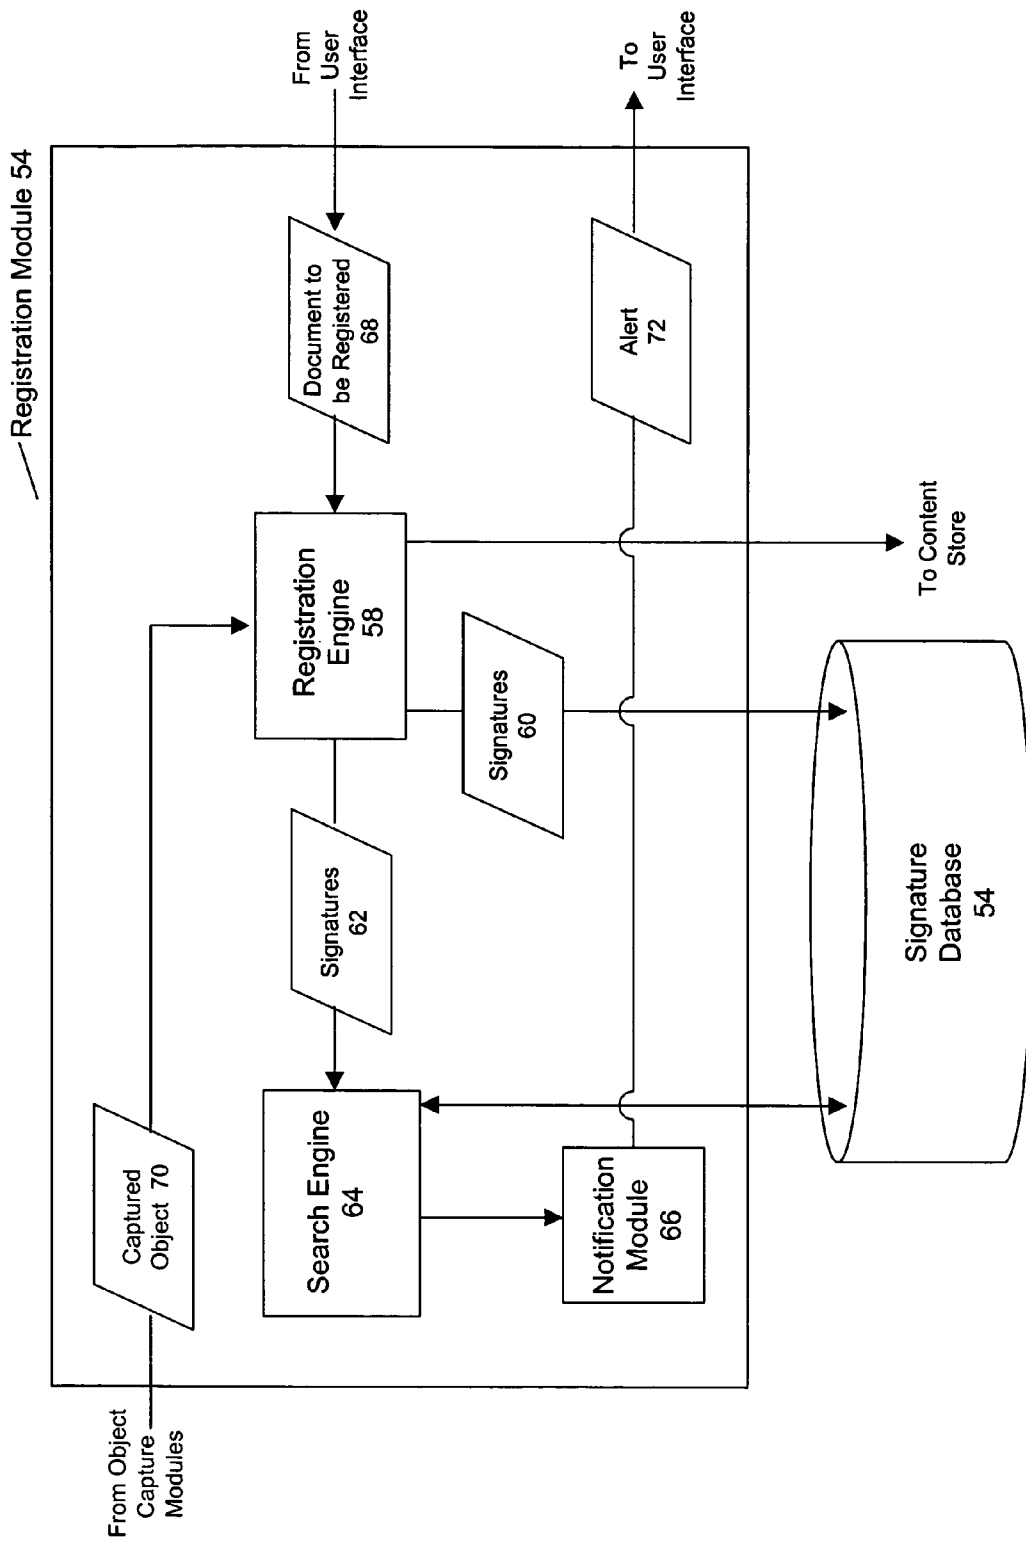 Registration Module 54
From Object
Capture
Modules
Captured
Object 70
Search Engine
64
Signatures
62
Registration
Engine
58
Document to
be Registered
68
From
User
Interface
Notification
Module
66
Signatures
60
Alert
72
To
User
Interface
Signature
Database
54
To Content
Store